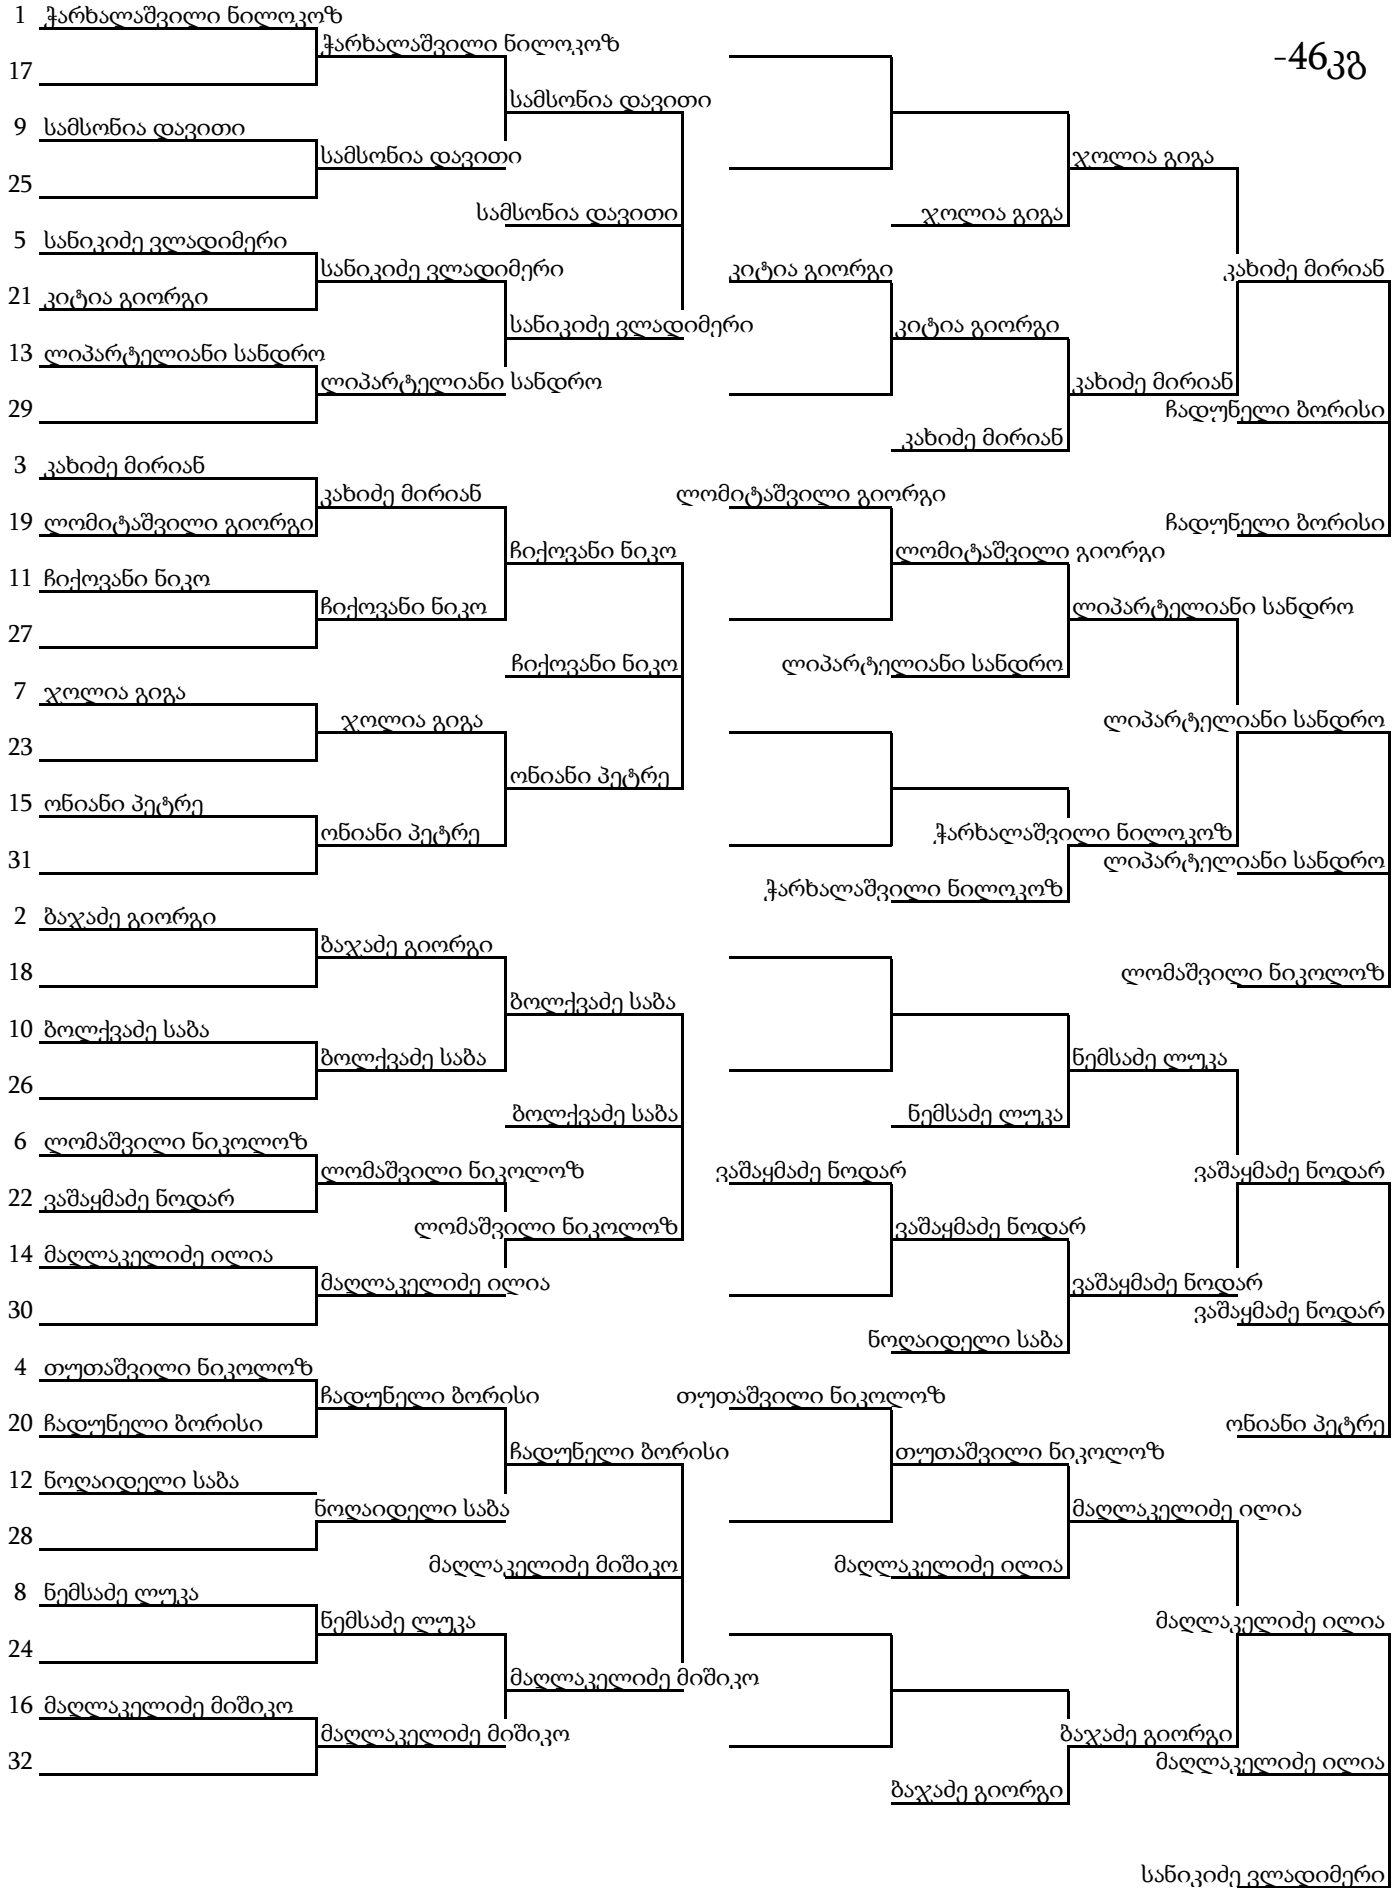 1 ჭარხალაშვილი ნილოკოზ
ჭარხალაშვილი ნილოკოზ
-46კგ
17
სამსონია დავითი
9 სამსონია დავითი
სამსონია დავითი
ჯოლია გიგა
25
სამსონია დავითი
ჯოლია გიგა
5 სანიკიძე ვლადიმერი
სანიკიძე ვლადიმერი
კიტია გიორგი
კახიძე მირიან
21 კიტია გიორგი
სანიკიძე ვლადიმერი
კიტია გიორგი
13 ლიპარტელიანი სანდრო
ლიპარტელიანი სანდრო
კახიძე მირიან
29
ჩადუნელი ბორისი
კახიძე მირიან
3 კახიძე მირიან
კახიძე მირიან
ლომიტაშვილი გიორგი
19 ლომიტაშვილი გიორგი
ჩადუნელი ბორისი
ჩიქოვანი ნიკო
ლომიტაშვილი გიორგი
11 ჩიქოვანი ნიკო
ჩიქოვანი ნიკო
ლიპარტელიანი სანდრო
27
ჩიქოვანი ნიკო
ლიპარტელიანი სანდრო
7 ჯოლია გიგა
ჯოლია გიგა
ლიპარტელიანი სანდრო
23
ონიანი პეტრე
15 ონიანი პეტრე
ონიანი პეტრე
ჭარხალაშვილი ნილოკოზ
31
ლიპარტელიანი სანდრო
ჭარხალაშვილი ნილოკოზ
2 ბაჯაძე გიორგი
ბაჯაძე გიორგი
18
ლომაშვილი ნიკოლოზ
ბოლქვაძე საბა
10 ბოლქვაძე საბა
ბოლქვაძე საბა
ნემსაძე ლუკა
26
ბოლქვაძე საბა
ნემსაძე ლუკა
6 ლომაშვილი ნიკოლოზ
ლომაშვილი ნიკოლოზ
ვაშაყმაძე ნოდარ
ვაშაყმაძე ნოდარ
22 ვაშაყმაძე ნოდარ
ლომაშვილი ნიკოლოზ
ვაშაყმაძე ნოდარ
14 მაღლაკელიძე ილია
მაღლაკელიძე ილია
ვაშაყმაძე ნოდარ
30
ვაშაყმაძე ნოდარ
ნოღაიდელი საბა
4 თუთაშვილი ნიკოლოზ
ჩადუნელი ბორისი
თუთაშვილი ნიკოლოზ
20 ჩადუნელი ბორისი
ონიანი პეტრე
ჩადუნელი ბორისი
თუთაშვილი ნიკოლოზ
12 ნოღაიდელი საბა
ნოღაიდელი საბა
მაღლაკელიძე ილია
28
მაღლაკელიძე მიშიკო
მაღლაკელიძე ილია
8 ნემსაძე ლუკა
ნემსაძე ლუკა
მაღლაკელიძე ილია
24
მაღლაკელიძე მიშიკო
16 მაღლაკელიძე მიშიკო
მაღლაკელიძე მიშიკო
ბაჯაძე გიორგი
32
მაღლაკელიძე ილია
ბაჯაძე გიორგი
სანიკიძე ვლადიმერი